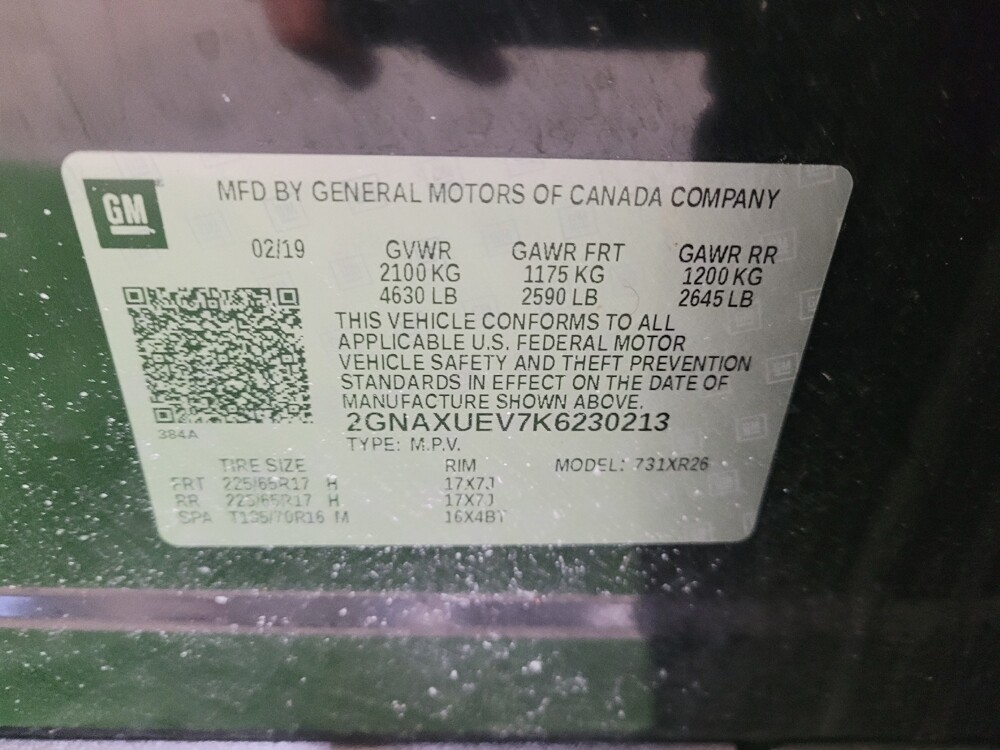 GM
MFD BY GENERAL MOTORS OF CANADA COMPANY
02/19 GVWR GAWR FRT GAWR RR
2100 KG 1175 KG 1200 KG
4630 LB 2590 LB 2645 LB
THIS VEHICLE CONFORMS TO ALL
APPLICABLE U.S. FEDERAL MOTOR
VEHICLE SAFETY AND THEFT PREVENTION
STANDARDS IN EFFECT ON THE DATE OF
MANUFACTURE SHOWN ABOVE.
384A
2GNAXUEV7K6230213
TYPE: M.P.V.
TIRE SIZE RIM MODEL: 731XR26
FRT 225/65R17 H 17X7J
RR 225/65R17 H 17X7J
SPA T135/70R16 M 16X4BT